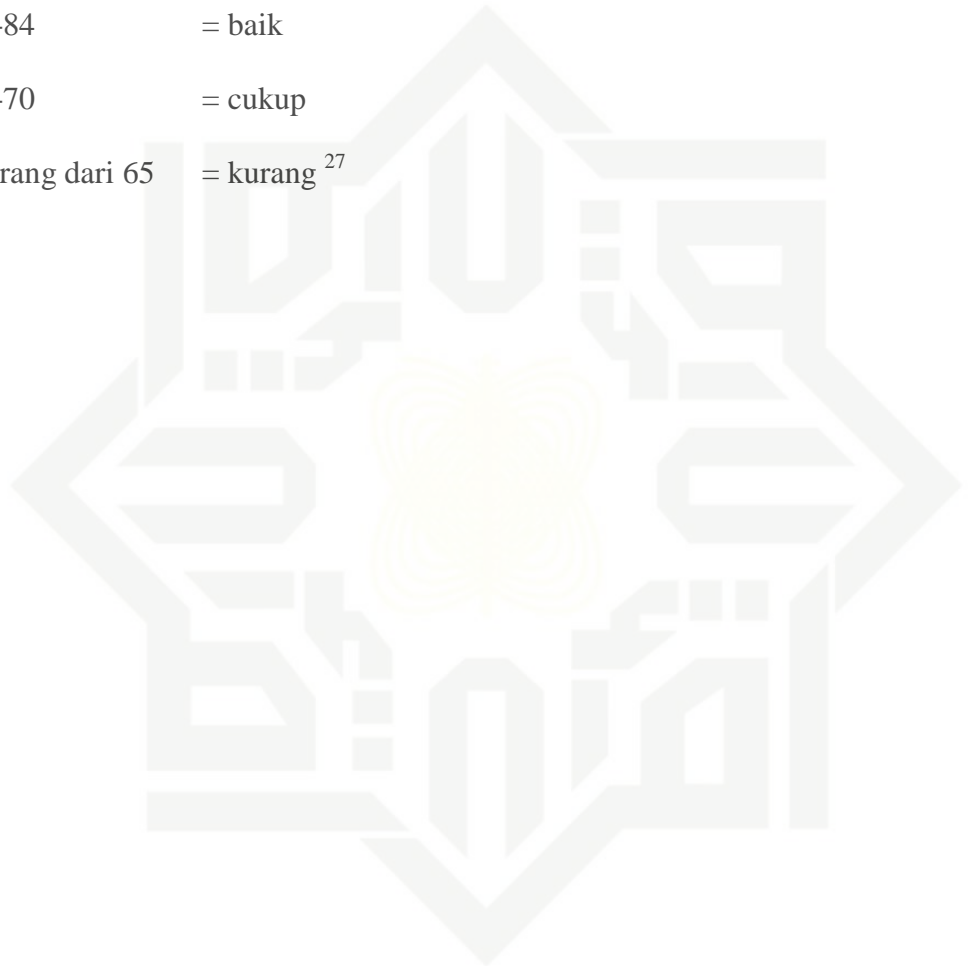 -84 = baik
-70 = cukup
rang dari 65 = kurang 27